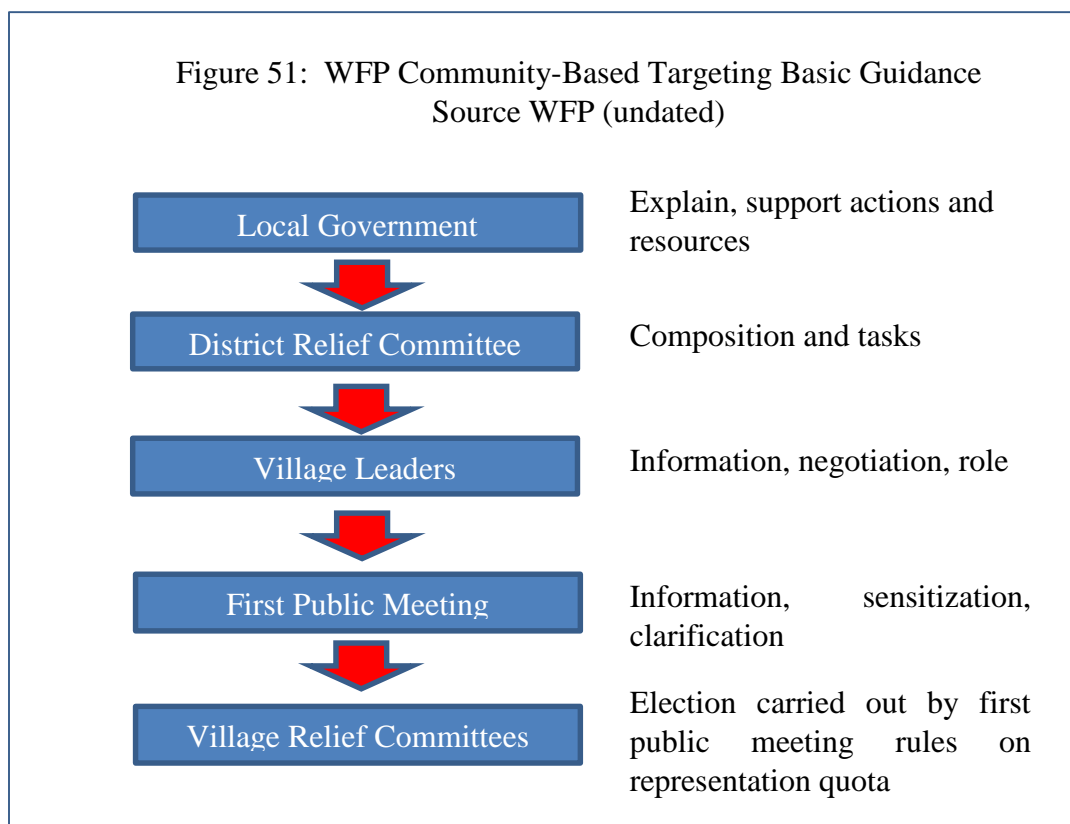 Figure 51: WFP Community-Based Targeting Basic Guidance
Source WFP (undated)
Local Government
Explain, support actions and
resources
District Relief Committee
Composition and tasks
Village Leaders
Information, negotiation, role
First Public Meeting
Information, sensitization,
clarification
Village Relief Committees
Election carried out by first
public meeting rules on
representation quota